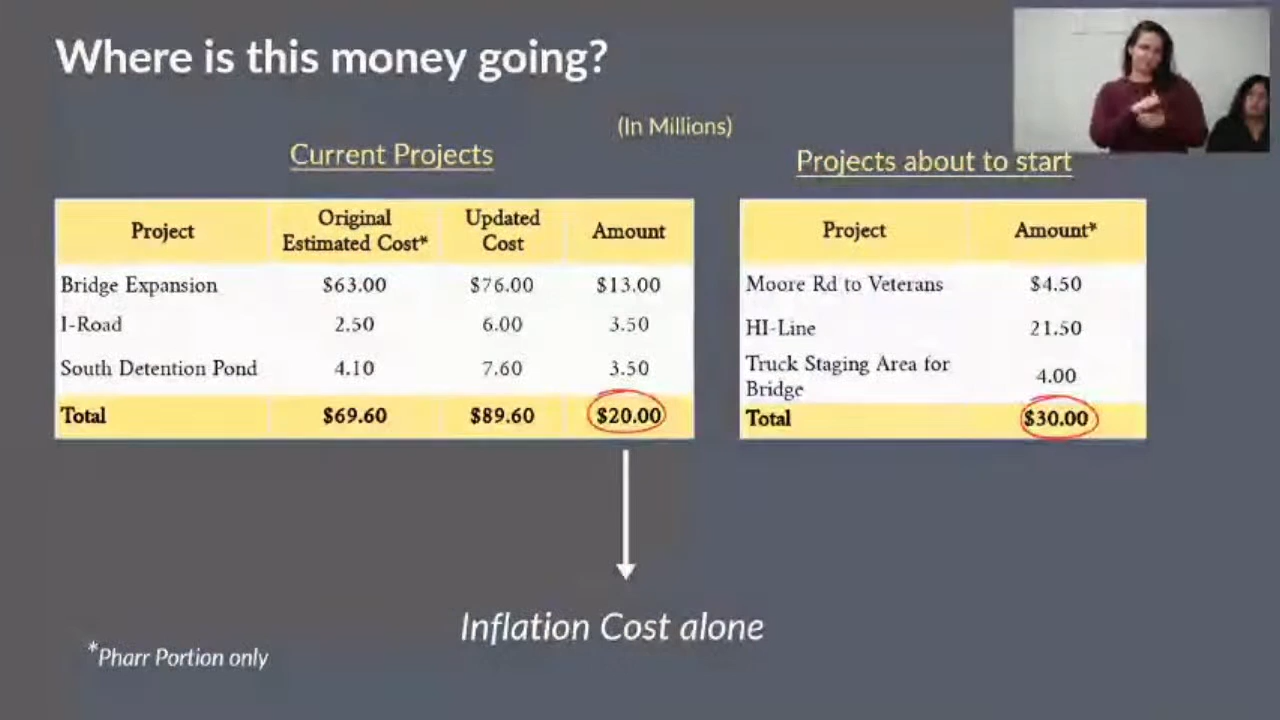 Where is this money going?
(In Millions)
Current Projects
Project Original Estimated Cost* Updated Cost Amount
Bridge Expansion $63.00 $76.00 $13.00
I-Road 2.50 6.00 3.50
South Detention Pond 4.10 7.60 3.50
Total $69.60 $89.60 $20.00
Projects about to start
Project Amount*
Moore Rd to Veterans $4.50
HI-Line 21.50
Truck Staging Area for Bridge 4.00
Total $30.00
Inflation Cost alone
*Pharr Portion only